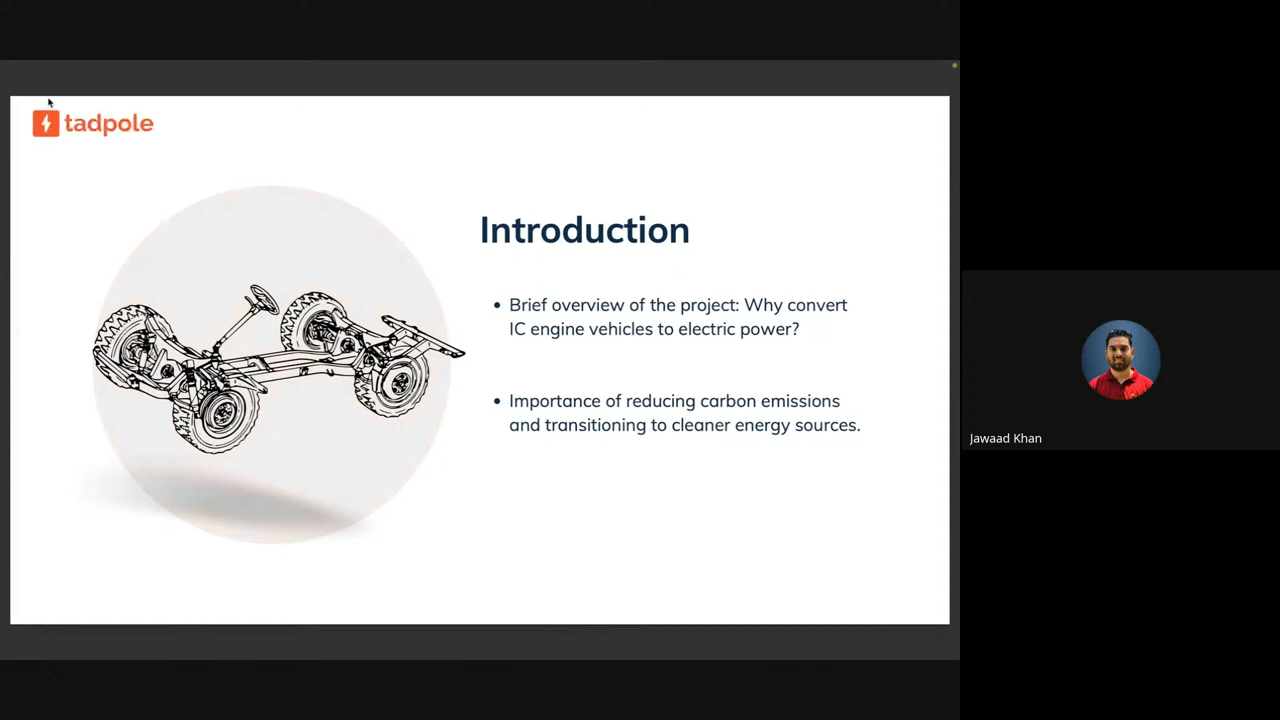 tadpole
Introduction
• Brief overview of the project: Why convert
IC engine vehicles to electric power?
• Importance of reducing carbon emissions
and transitioning to cleaner energy sources.
Jawaad Khan